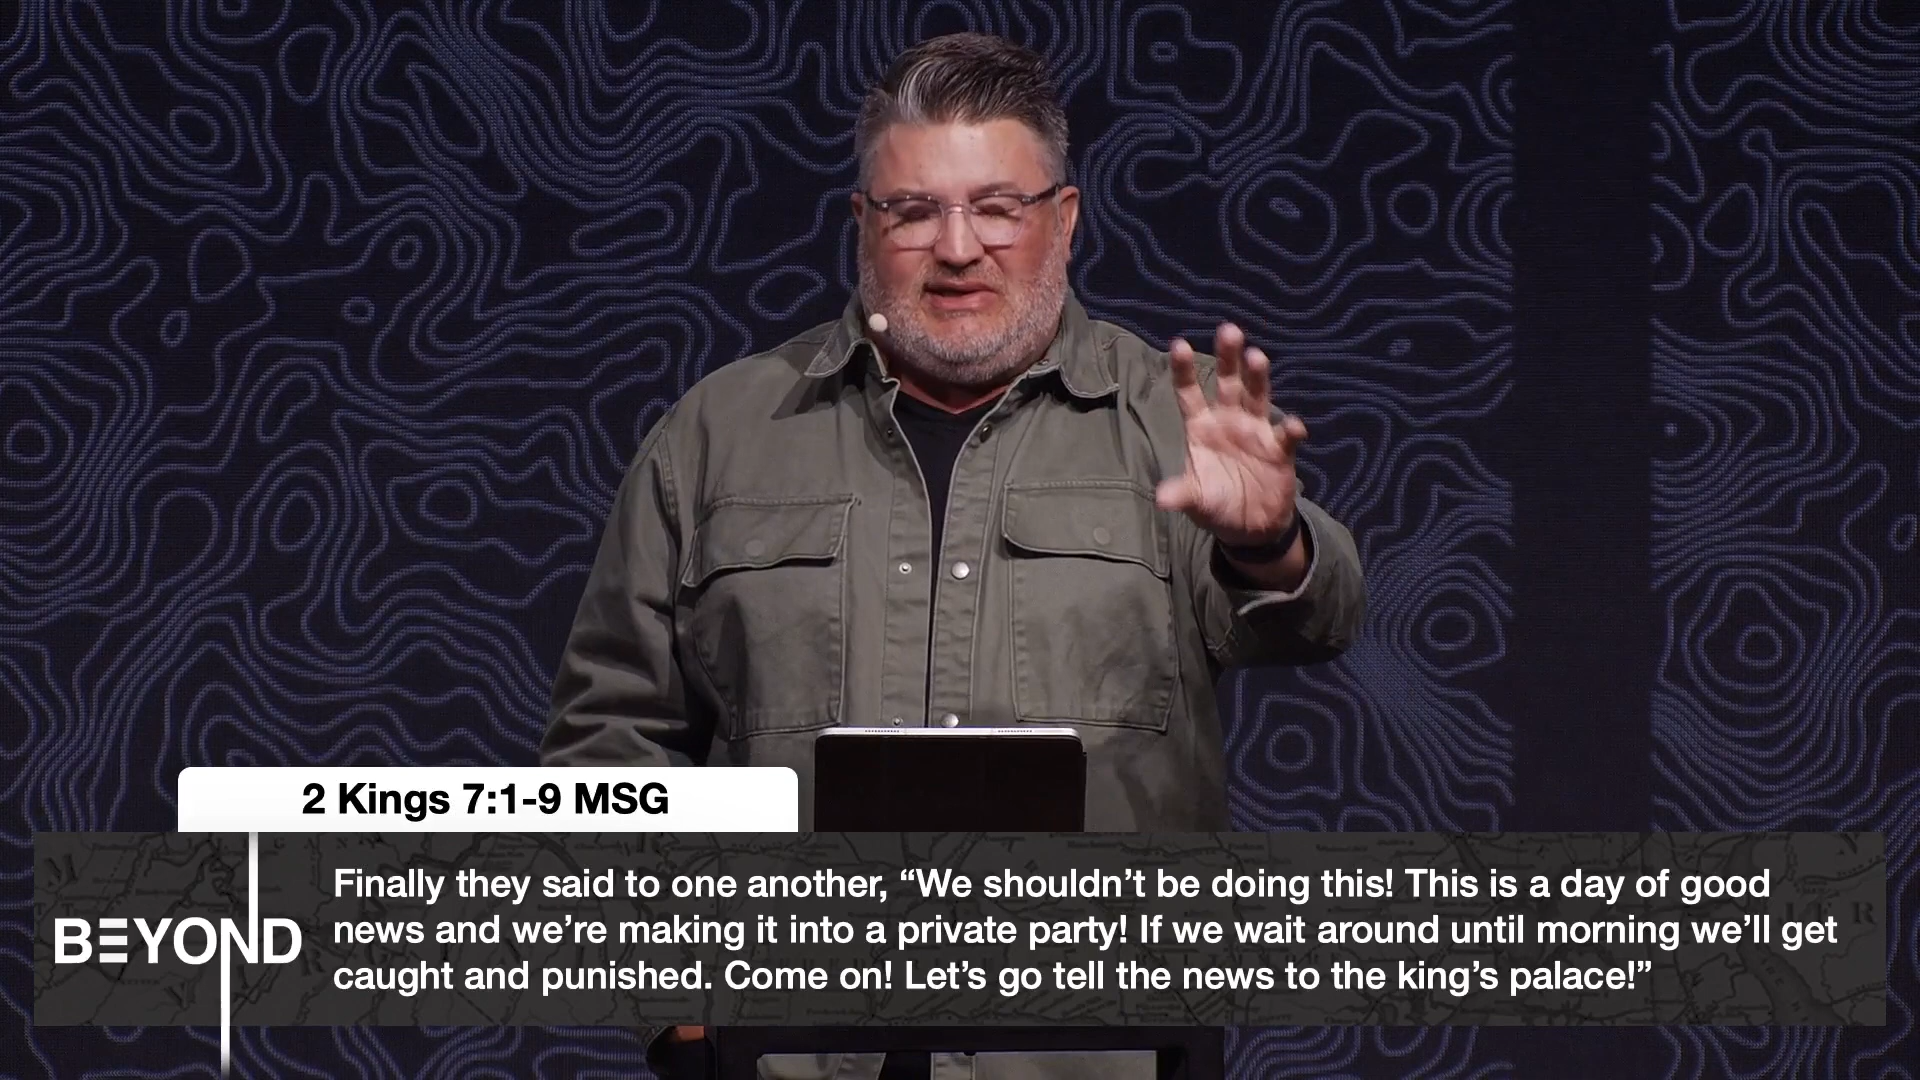 2 Kings 7:1-9 MSG
BEYOND
Finally they said to one another, “We shouldn’t be doing this! This is a day of good
news and we’re making it into a private party! If we wait around until morning we’ll get
caught and punished. Come on! Let’s go tell the news to the king’s palace!”